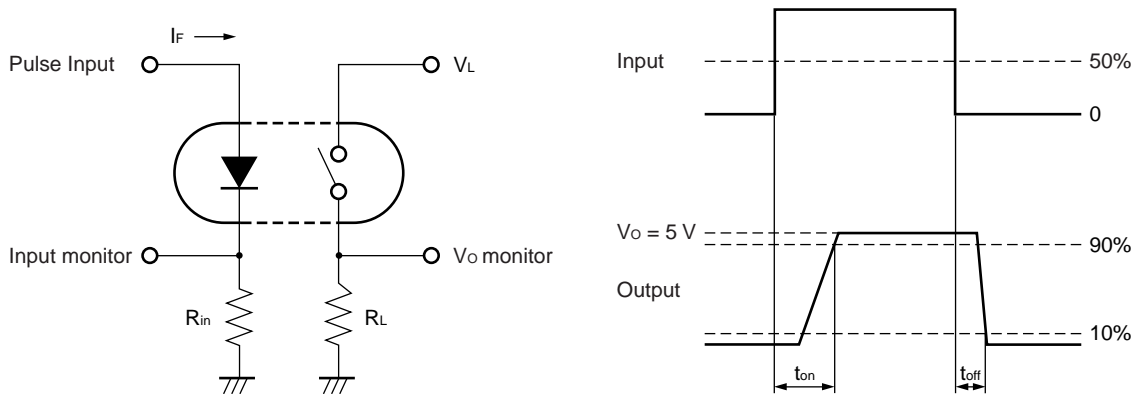 IF
Pulse Input
VL
Input monitor
VO monitor
Rin
RL
Input
50%
0
VO = 5 V
90%
Output
10%
ton
toff